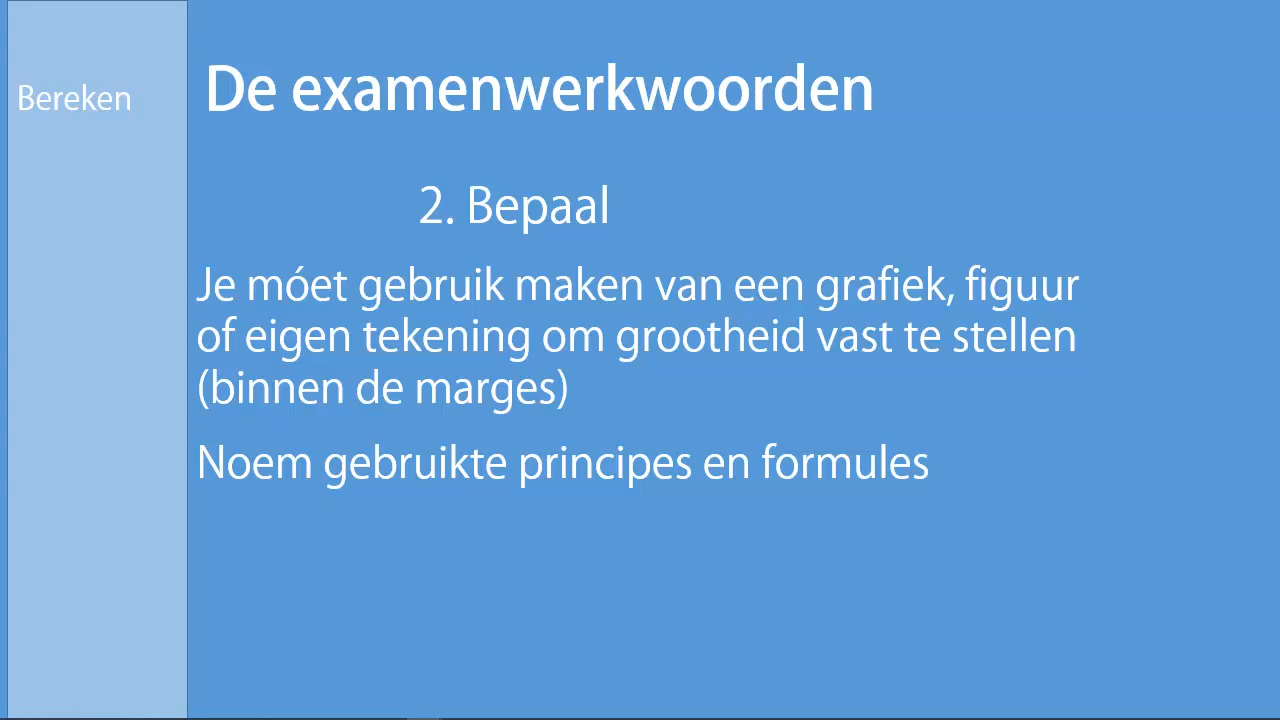 Bereken
De examenwerkwoorden
2. Bepaal
Je móet gebruik maken van een grafiek, figuur
of eigen tekening om grootheid vast te stellen
(binnen de marges)
Noem gebruikte principes en formules